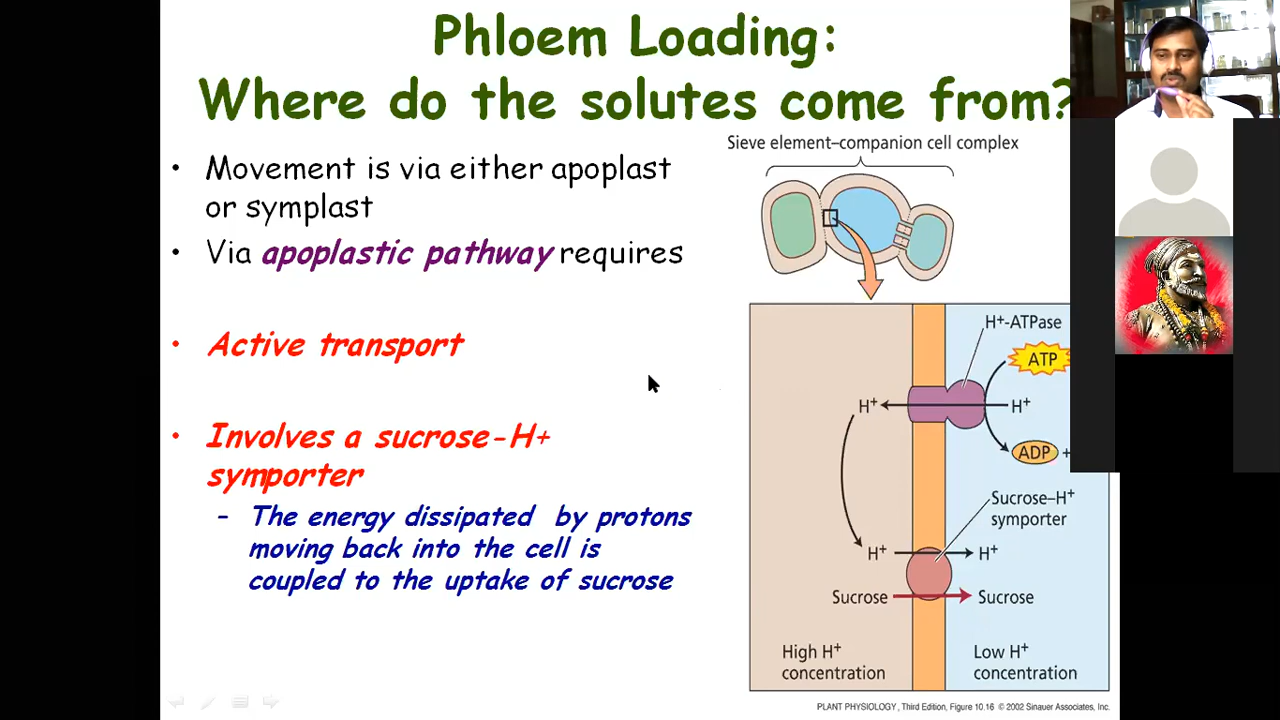 Phloem Loading:
Where do the solutes come from?
• Movement is via either apoplast
or symplast
• Via apoplastic pathway requires
• Active transport
• Involves a sucrose-H+
symporter
– The energy dissipated by protons
moving back into the cell is
coupled to the uptake of sucrose
Sieve element–companion cell complex
H⁺-ATPase
ATP
H⁺
H⁺
ADP +
Sucrose–H⁺
symporter
H⁺
H⁺
Sucrose
Sucrose
High H⁺
concentration
Low H⁺
concentration
PLANT PHYSIOLOGY, Third Edition, Figure 10.16 © 2002 Sinauer Associates, Inc.